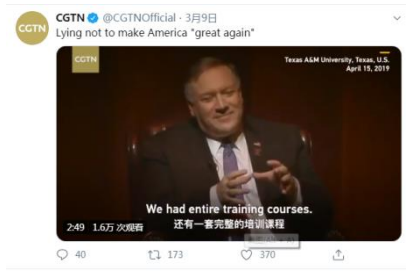 CGTN
CGTN @CGTNOfficial · 3月9日
Lying not to make America "great again"
CGTN
Texas A&M University, Texas, U.S.
April 15, 2019
We had entire training courses.
还有一套完整的培训课程
2:49 1.6万 次观看
40 173 370